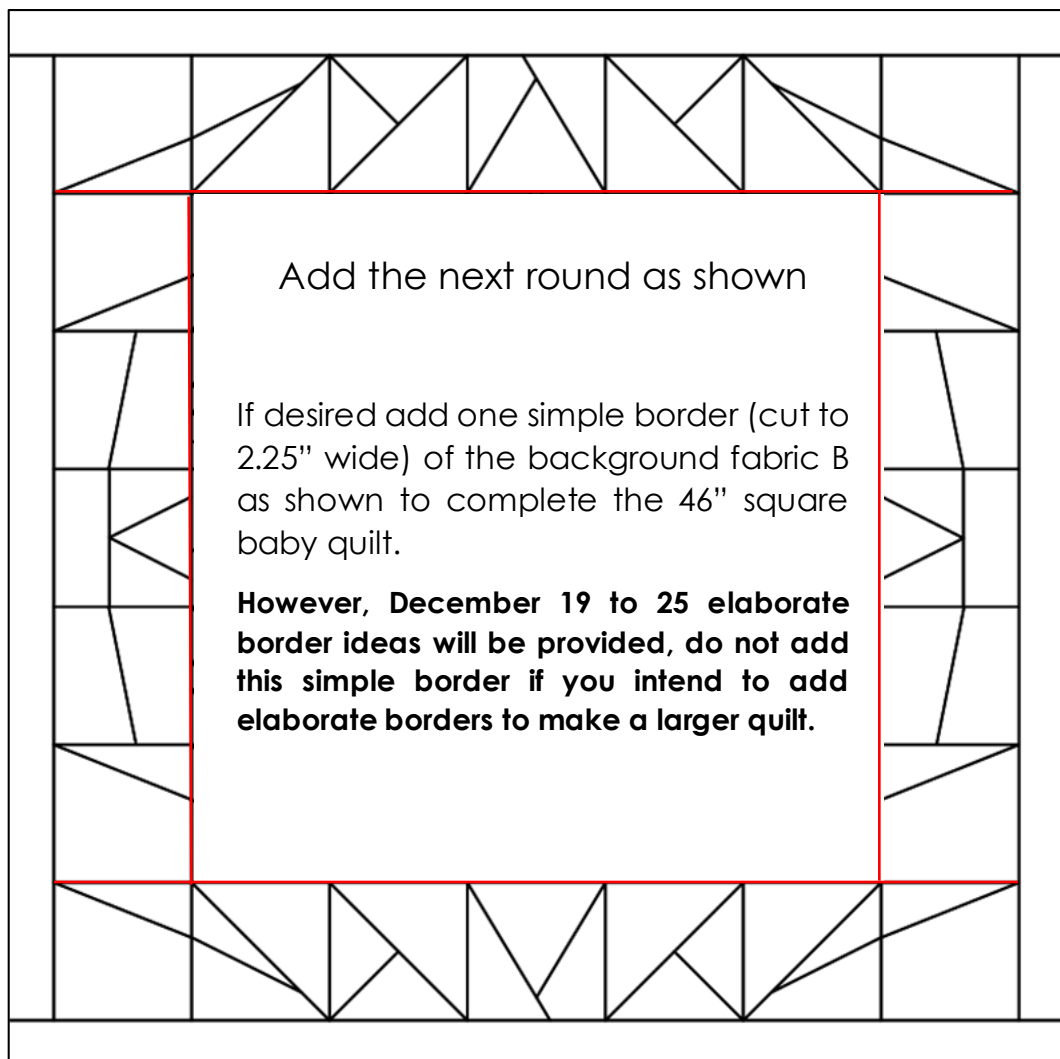 Add the next round as shown
If desired add one simple border (cut to
2.25” wide) of the background fabric B
as shown to complete the 46” square
baby quilt.
However, December 19 to 25 elaborate
border ideas will be provided, do not add
this simple border if you intend to add
elaborate borders to make a larger quilt.